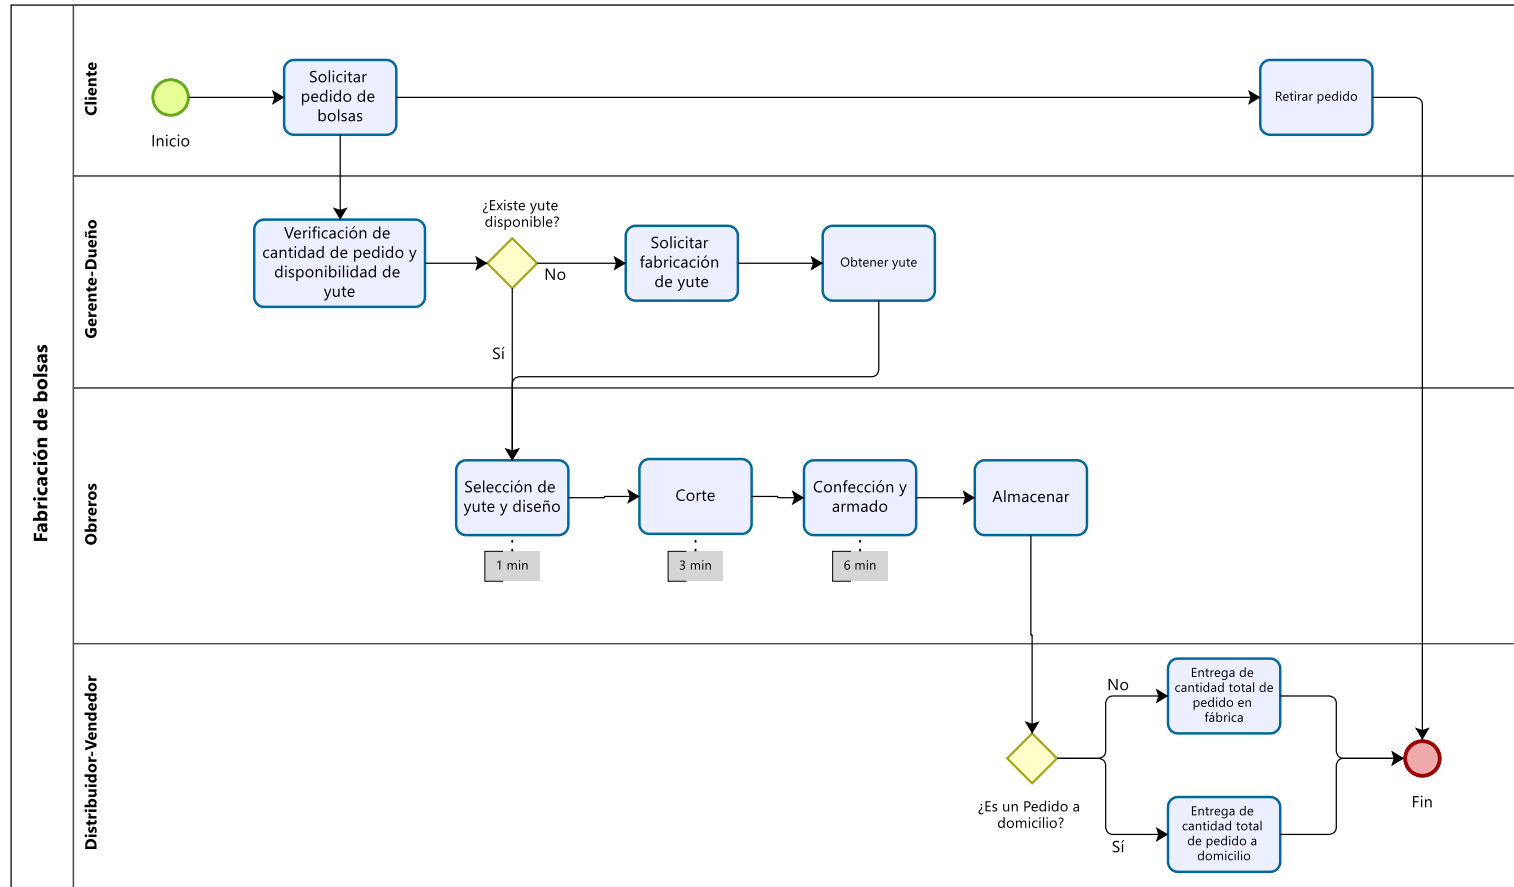 Fabricación de bolsas
Cliente
Inicio
Solicitar
pedido de
bolsas
Retirar pedido
Gerente-Dueño
Verificación de
cantidad de pedido y
disponibilidad de
yute
¿Existe yute
disponible?
No
Sí
Solicitar
fabricación
de yute
Obtener yute
Obreros
Selección de
yute y diseño
1 min
Corte
3 min
Confección y
armado
6 min
Almacenar
Distribuidor-Vendedor
¿Es un Pedido a
domicilio?
No
Entrega de
cantidad total de
pedido en
fábrica
Sí
Entrega de
cantidad total
de pedido a
domicilio
Fin